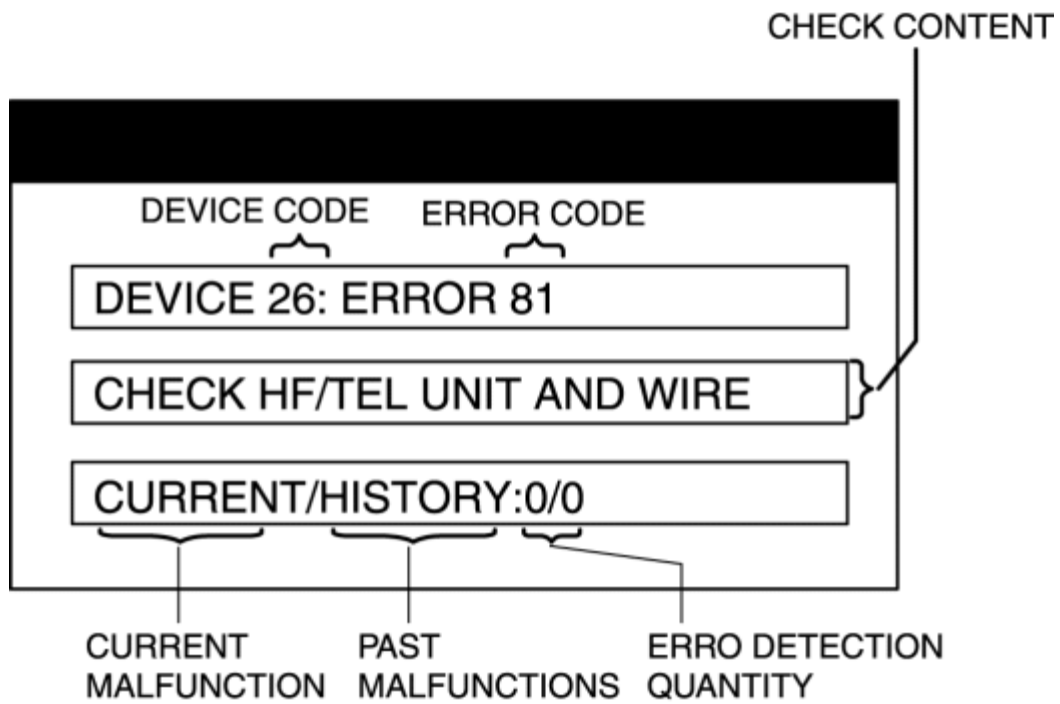 CHECK CONTENT
DEVICE CODE
ERROR CODE
DEVICE 26: ERROR 81
CHECK HF/TEL UNIT AND WIRE
CURRENT/HISTORY:0/0
CURRENT
MALFUNCTION
PAST
MALFUNCTIONS
ERRO DETECTION
QUANTITY